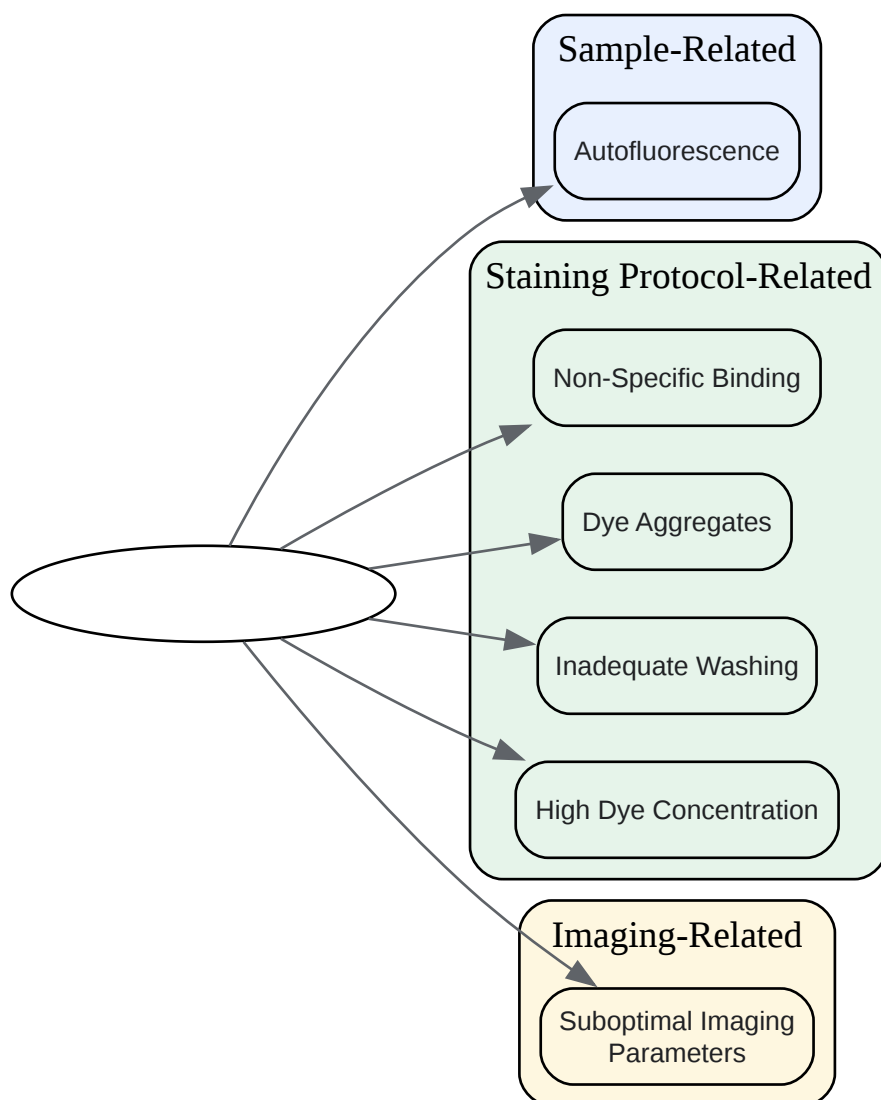 Sample-Related
Autofluorescence
Staining Protocol-Related
Non-Specific Binding
Dye Aggregates
Inadequate Washing
High Dye Concentration
Imaging-Related
Suboptimal Imaging
Parameters